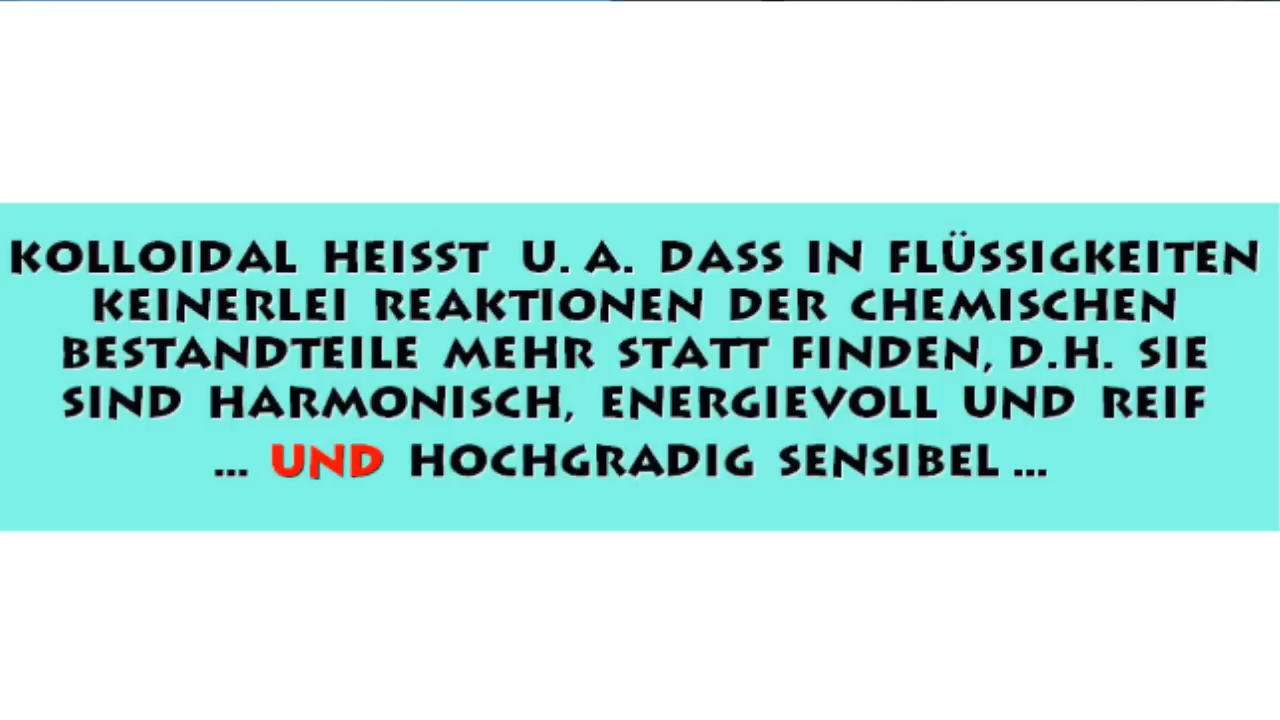 KOLLOIDAL HEISST U. A. DASS IN FLÜSSIGKEITEN
KEINERLEI REAKTIONEN DER CHEMISCHEN
BESTANDTEILE MEHR STATT FINDEN, D.H. SIE
SIND HARMONISCH, ENERGIEVOLL UND REIF
... UND HOCHGRADIG SENSIBEL ...